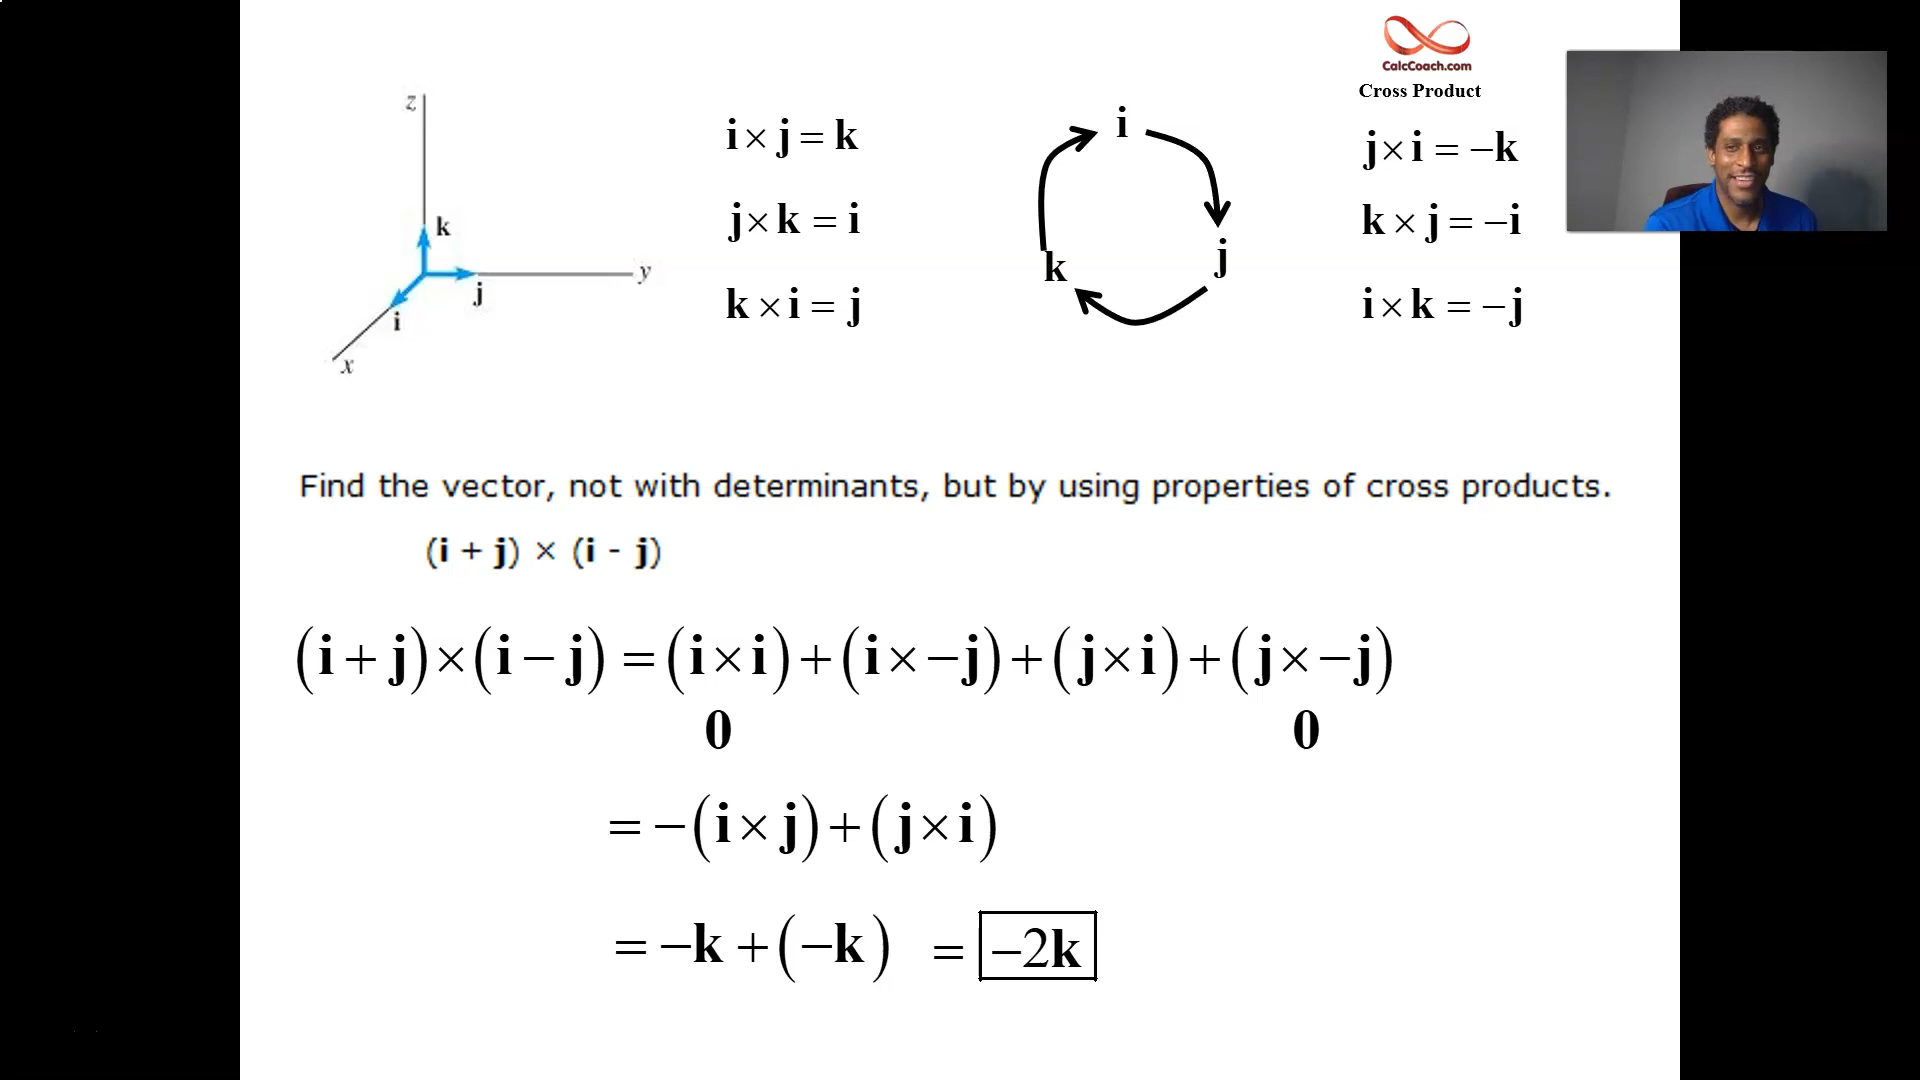 CalcCoach.com
Cross Product
z
k
j
y
i
x
i × j = k
j × k = i
k × i = j
i
j
k
j × i = −k
k × j = −i
i × k = −j
Find the vector, not with determinants, but by using properties of cross products.
(i + j) × (i - j)
(i + j) × (i − j) = (i × i) + (i × −j) + (j × i) + (j × −j)
0 0
= −(i × j) + (j × i)
= −k + (−k) = −2k